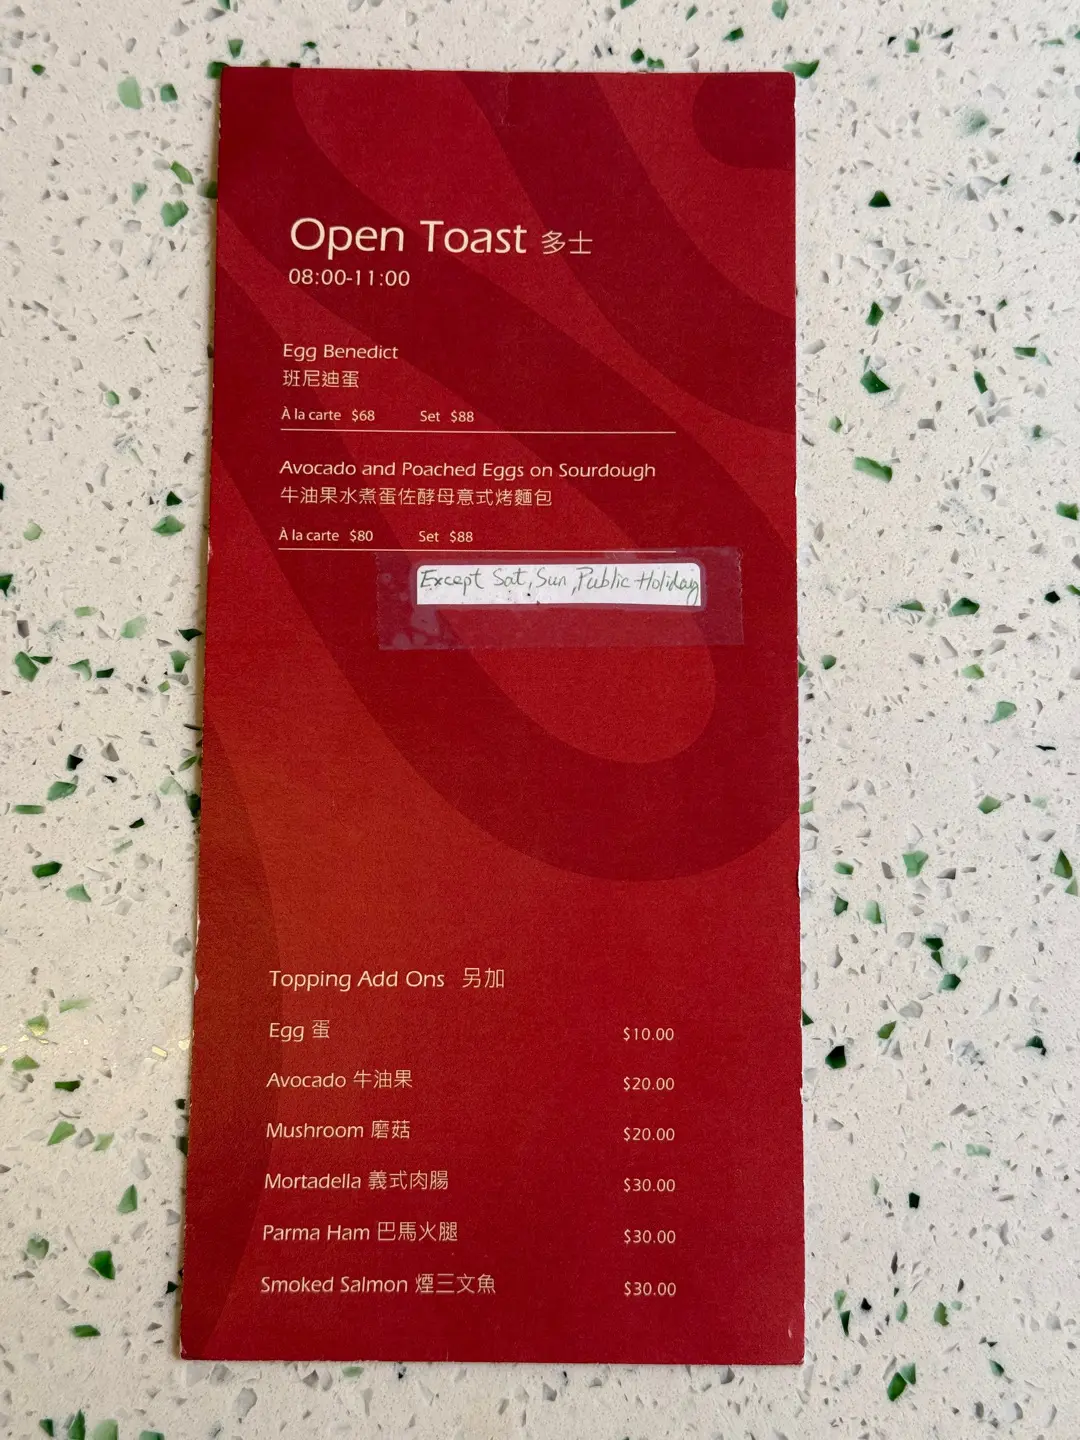 Open Toast 多士
08:00-11:00
Egg Benedict
班尼迪蛋
À la carte $68 Set $88
Avocado and Poached Eggs on Sourdough
牛油果水煮蛋佐酵母意式烤麵包
À la carte $80 Set $88
Except Sat, Sun, Public Holiday
Topping Add Ons 另加
Egg 蛋 $10.00
Avocado 牛油果 $20.00
Mushroom 磨菇 $20.00
Mortadella 義式肉腸 $30.00
Parma Ham 巴馬火腿 $30.00
Smoked Salmon 煙三文魚 $30.00